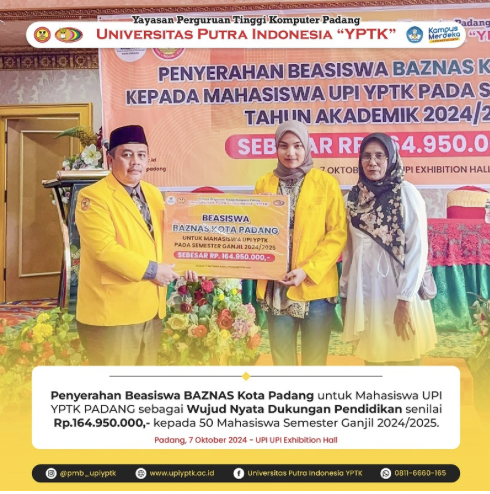 Yayasan Perguruan Tinggi Komputer Padang
UNIVERSITAS PUTRA INDONESIA "YPTK"
Kampus
Merdeka
PENYERAHAN BEASISWA BAZNAS KO
KEPADA MAHASISWA UPI YPTK PADA S
TAHUN AKADEMIK 2024/2
SEBESAR RP.164.950.000
7 OKTOBER
UPI EXHIBITION HALL
BEASISWA
BAZNAS KOTA PADANG
UNTUK MAHASISWA UPI YPTK
PADA SEMESTER GANJIL 2024/2025
SEBESAR RP. 164.950.000,-
Penyerahan Beasiswa BAZNAS Kota Padang untuk Mahasiswa UPI
YPTK PADANG sebagai Wujud Nyata Dukungan Pendidikan senilai
Rp.164.950.000,- kepada 50 Mahasiswa Semester Ganjil 2024/2025.
Padang, 7 Oktober 2024 - UPI UPI Exhibition Hall
@pmb_upiyptk
www.upiyptk.ac.id
Universitas Putra Indonesia YPTK
0811-6660-165